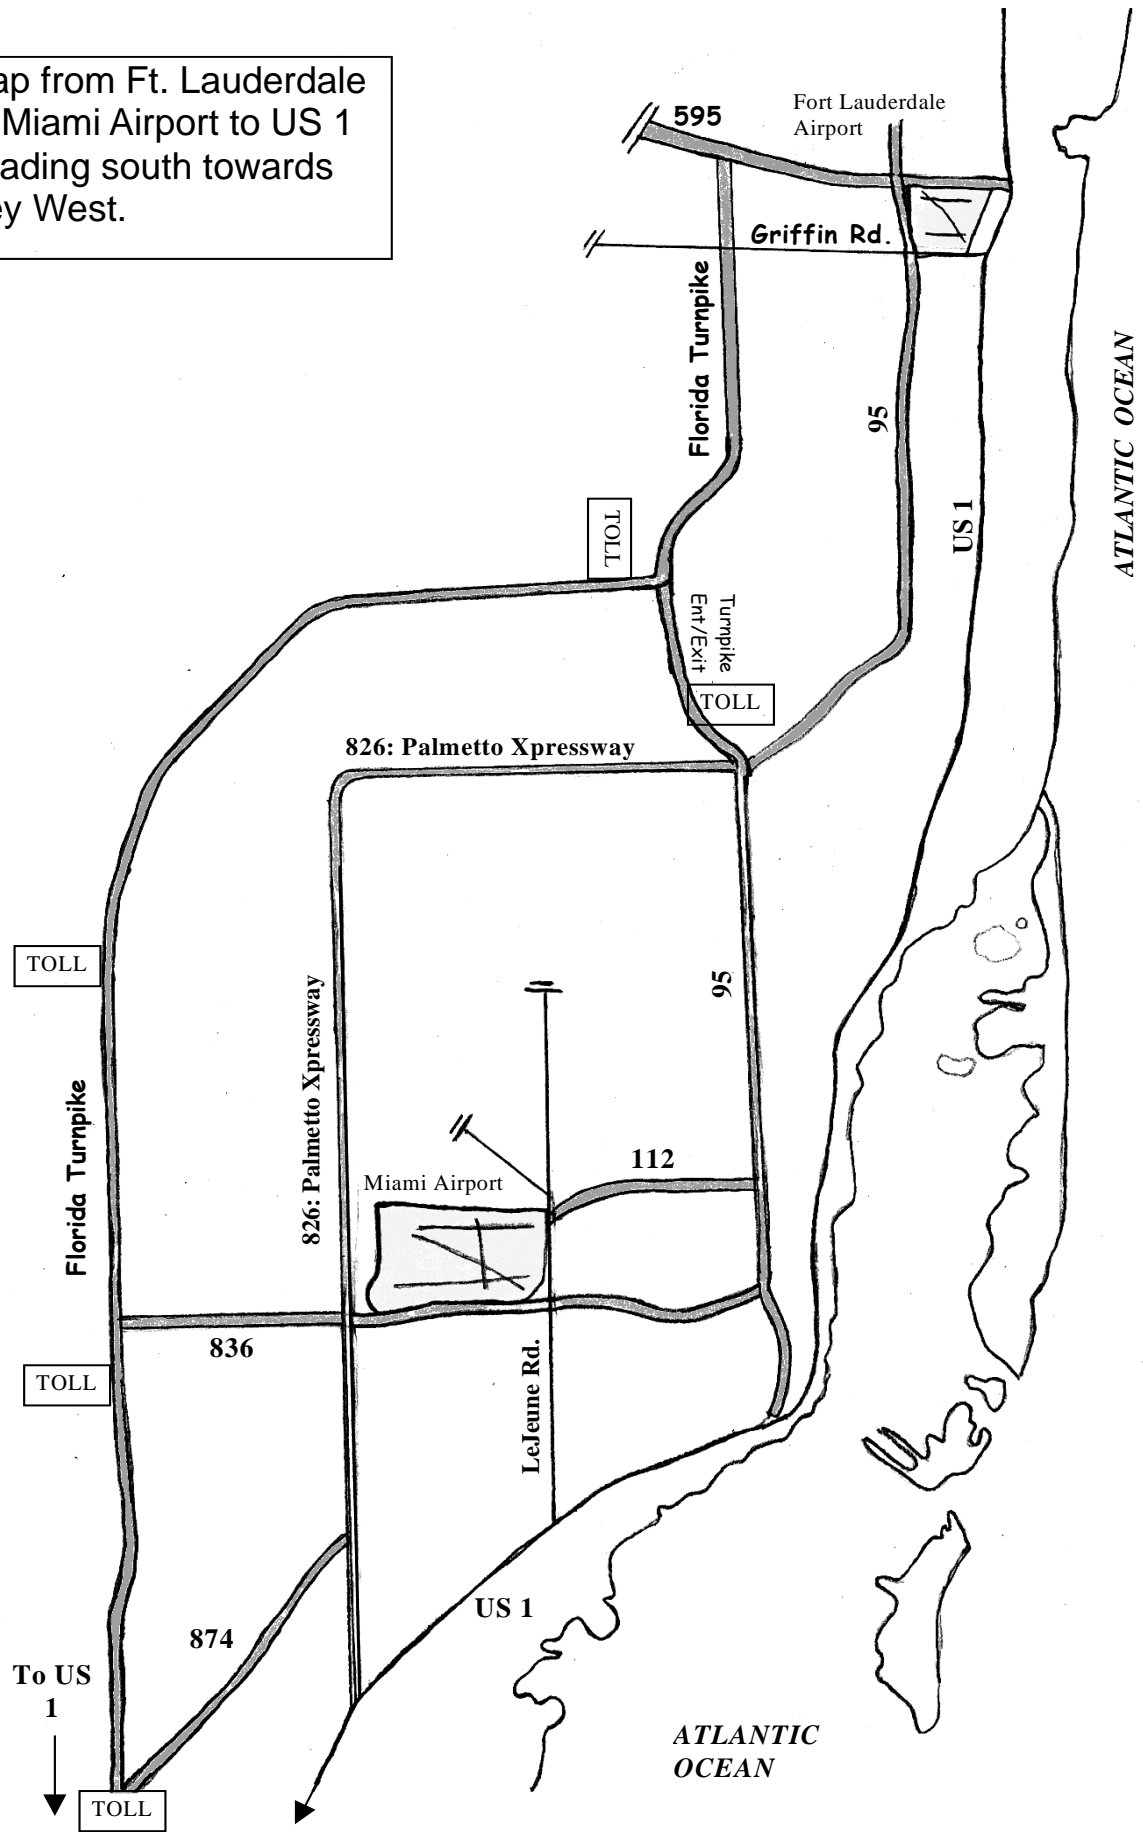 ap from Ft. Lauderdale
Miami Airport to US 1
ading south towards
ey West.
595
Fort Lauderdale
Airport
Griffin Rd.
Florida Turnpike
95
US 1
ATLANTIC OCEAN
TOLL
Turnpike
Ent/Exit
TOLL
826: Palmetto Xpressway
TOLL
95
826: Palmetto Xpressway
Florida Turnpike
112
Miami Airport
836
TOLL
LeJeune Rd.
US 1
874
To US
1
ATLANTIC
OCEAN
TOLL